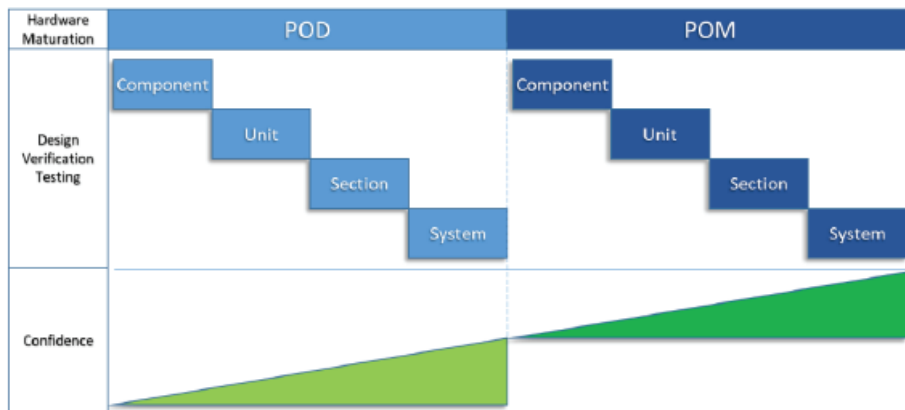 Hardware
Maturation
POD
POM
Component
Unit
Section
System
Component
Unit
Section
System
Design
Verification
Testing
Confidence